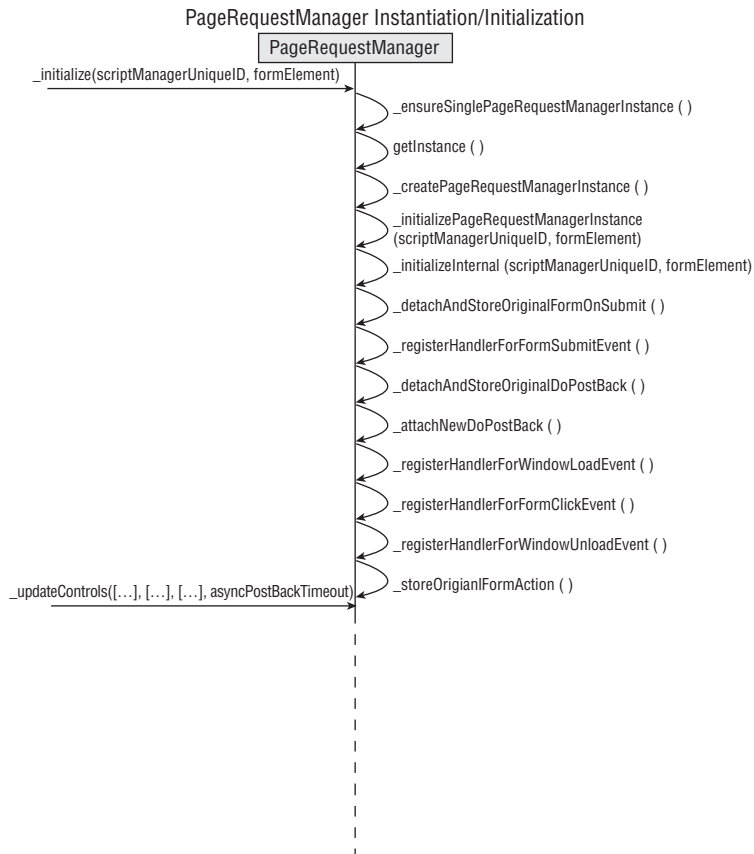 PageRequestManager Instantiation/Initialization
PageRequestManager
_initialize(scriptManagerUniqueID, formElement)
_ensureSinglePageRequestManagerInstance ( )
getInstance ( )
_createPageRequestManagerInstance ( )
_initializePageRequestManagerInstance
(scriptManagerUniqueID, formElement)
_initializeInternal (scriptManagerUniqueID, formElement)
_detachAndStoreOriginalFormOnSubmit ( )
_registerHandlerForFormSubmitEvent ( )
_detachAndStoreOriginalDoPostBack ( )
_attachNewDoPostBack ( )
_registerHandlerForWindowLoadEvent ( )
_registerHandlerForFormClickEvent ( )
_registerHandlerForWindowUnloadEvent ( )
_storeOrigianlFormAction ( )
_updateControls([…], […], […], asyncPostBackTimeout)